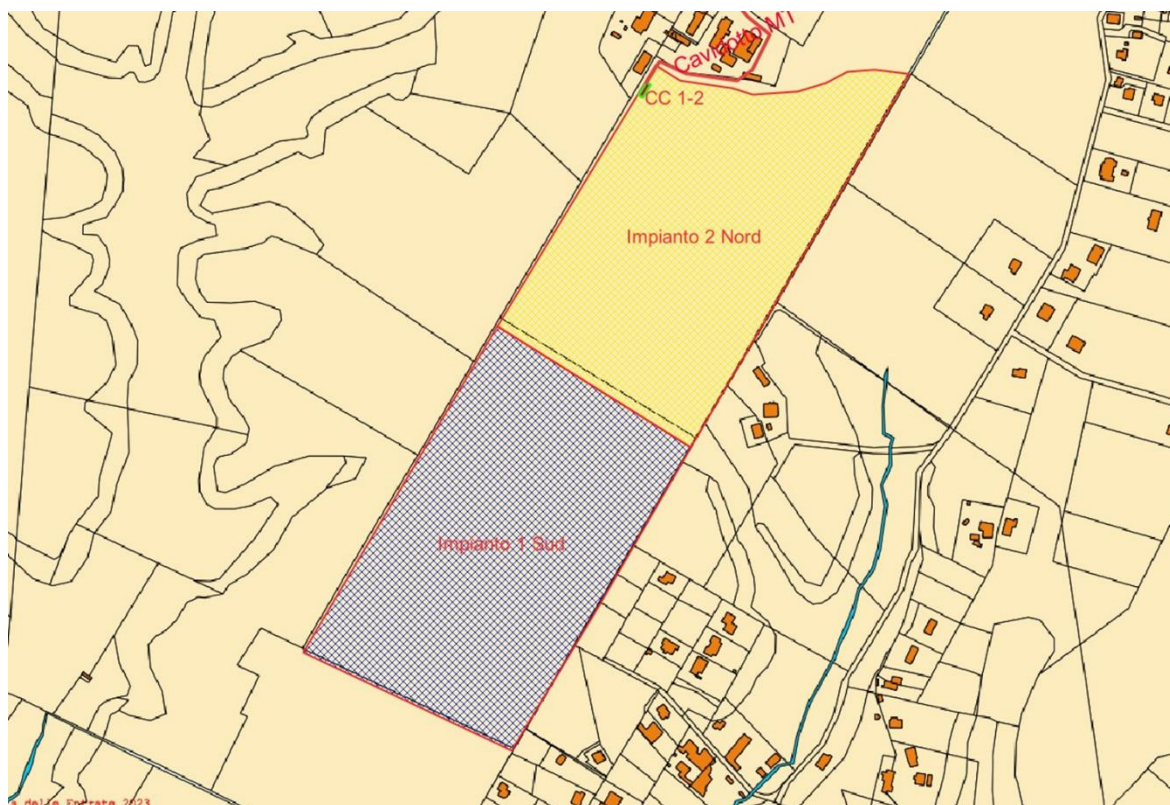 Cavidotto MT
CC 1-2
Impianto 2 Nord
Impianto 1 Sud
a delle Entrate 2023